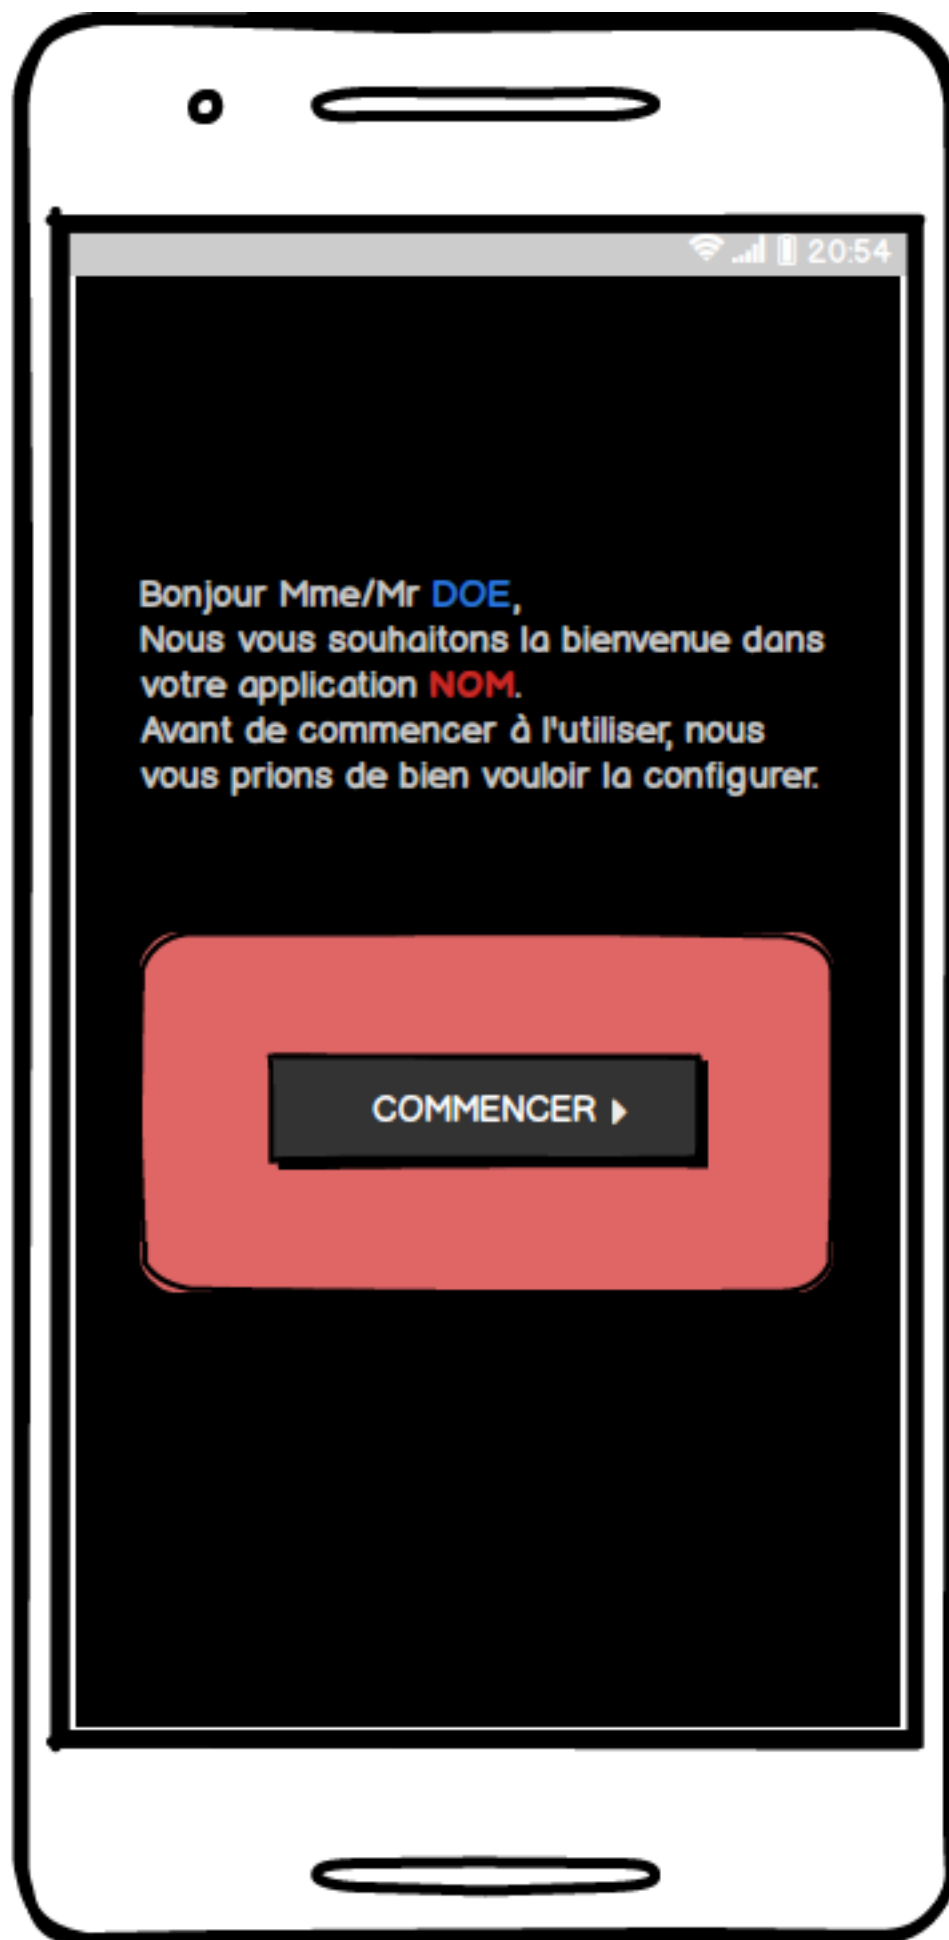 20:54
Bonjour Mme/Mr DOE,
Nous vous souhaitons la bienvenue dans
votre application NOM.
Avant de commencer à l'utiliser, nous
vous prions de bien vouloir la configurer.
COMMENCER